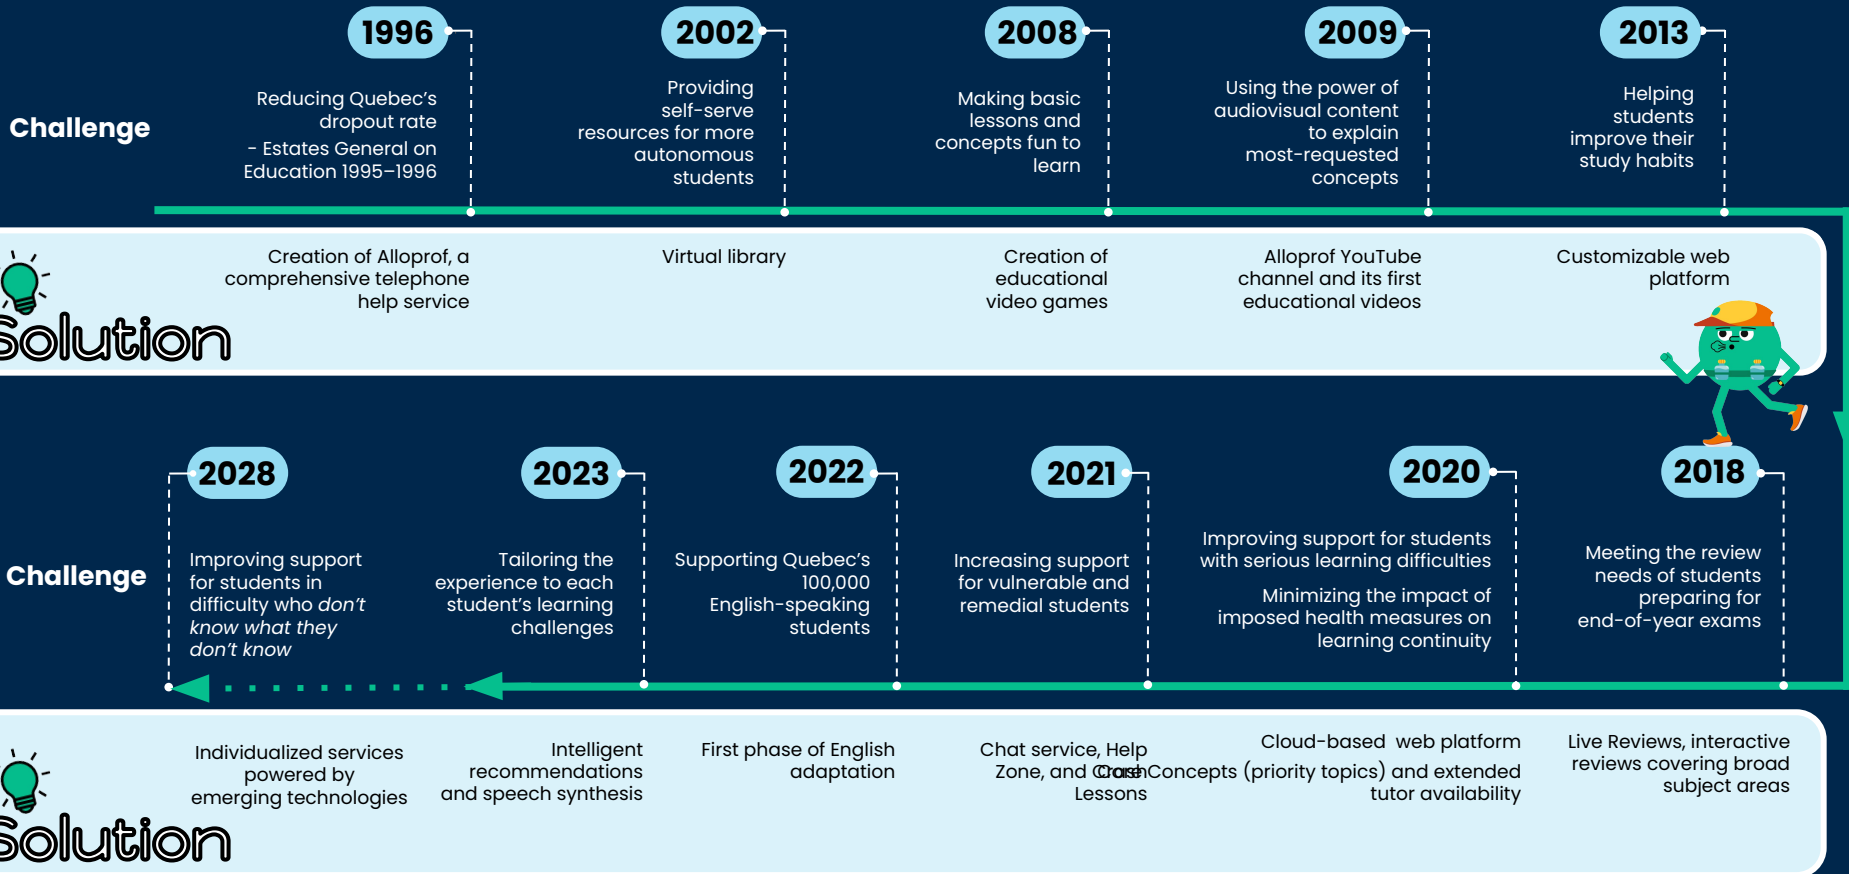 1996
2002
2008
2009
2013
Challenge
Reducing Quebec’s
dropout rate
- Estates General on
Education 1995–1996
Providing
self-serve
resources for more
autonomous
students
Making basic
lessons and
concepts fun to
learn
Using the power of
audiovisual content
to explain
most-requested
concepts
Helping
students
improve their
study habits
Solution
Creation of Alloprof, a
comprehensive telephone
help service
Virtual library
Creation of
educational
video games
Alloprof YouTube
channel and its first
educational videos
Customizable web
platform
2028
2023
2022
2021
2020
2018
Challenge
Improving support
for students in
difficulty who don’t
know what they
don’t know
Tailoring the
experience to each
student’s learning
challenges
Supporting Quebec’s
100,000
English-speaking
students
Increasing support
for vulnerable and
remedial students
Improving support for students
with serious learning difficulties
Minimizing the impact of
imposed health measures on
learning continuity
Meeting the review
needs of students
preparing for
end-of-year exams
Solution
Individualized services
powered by
emerging technologies
Intelligent
recommendations
and speech synthesis
First phase of English
adaptation
Chat service, Help
Zone, and Crash
Lessons
Cloud-based web platform
Core Concepts (priority topics) and extended
tutor availability
Live Reviews, interactive
reviews covering broad
subject areas